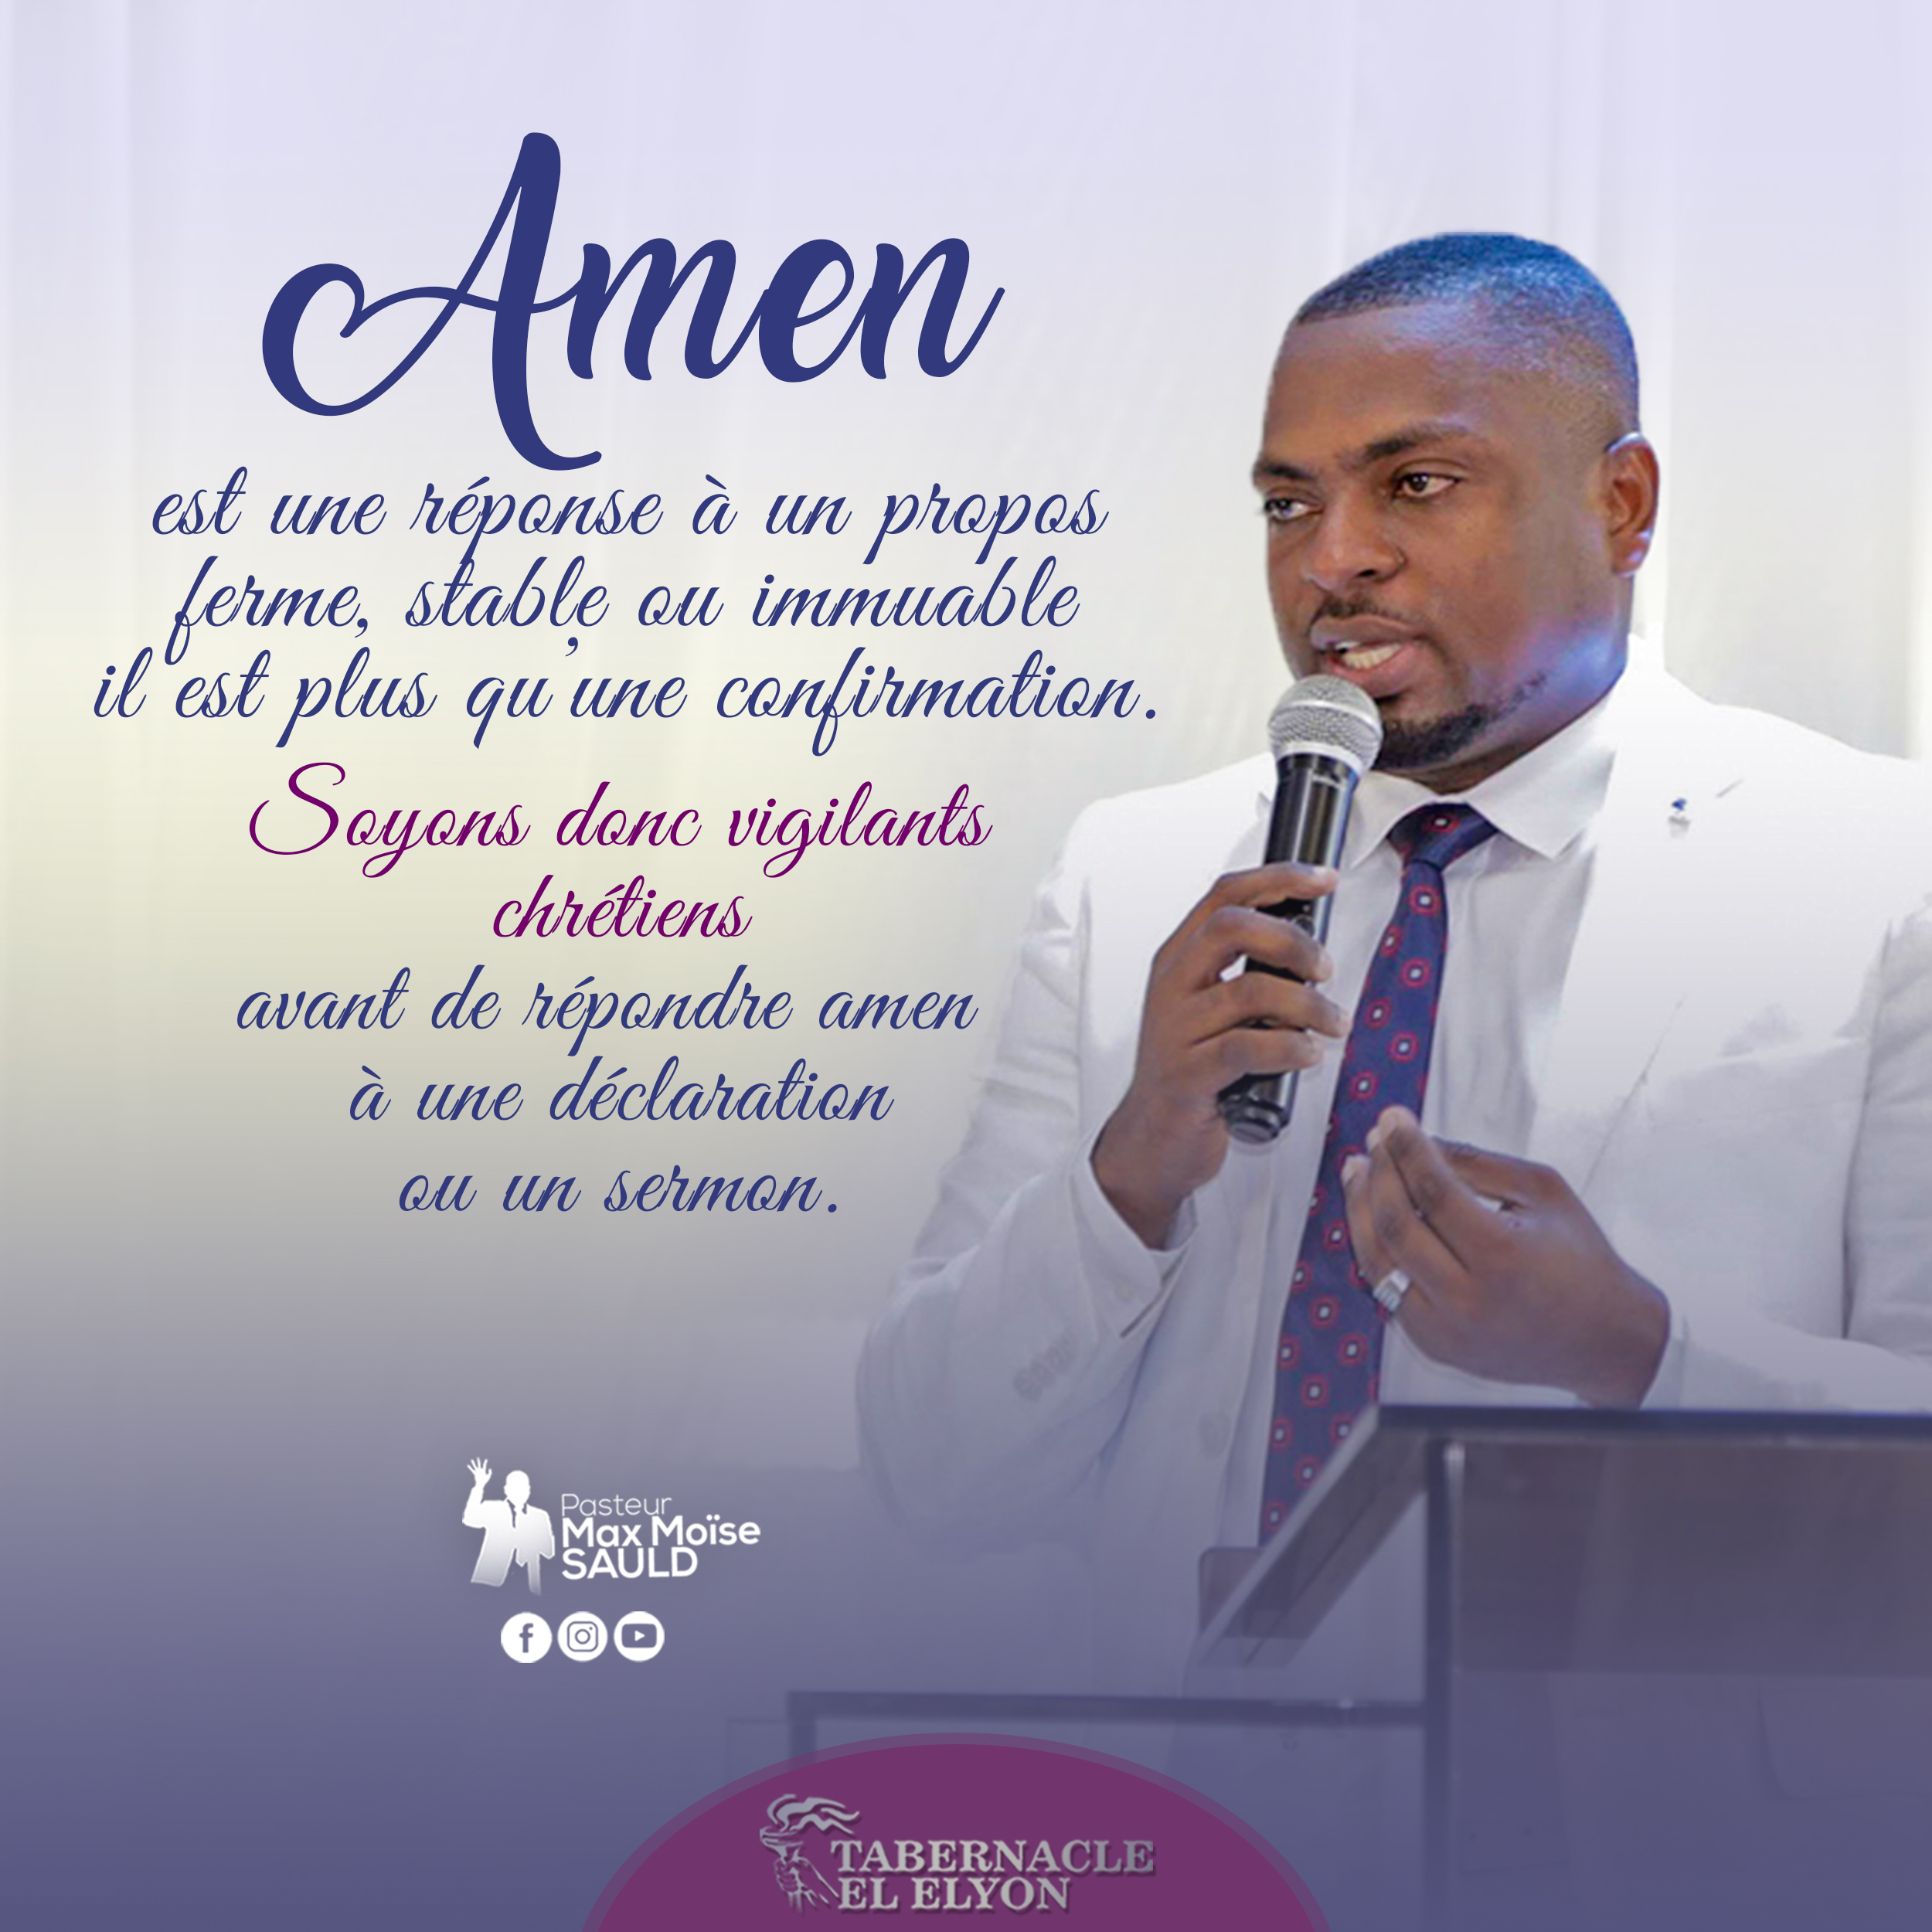 Amen
est une réponse à un propos
ferme, stable ou immuable
il est plus qu'une confirmation.
Soyons donc vigilants
chrétiens
avant de répondre amen
à une déclaration
ou un sermon.
Pasteur
Max Moïse
SAULD
TABERNACLE
EL ELYON